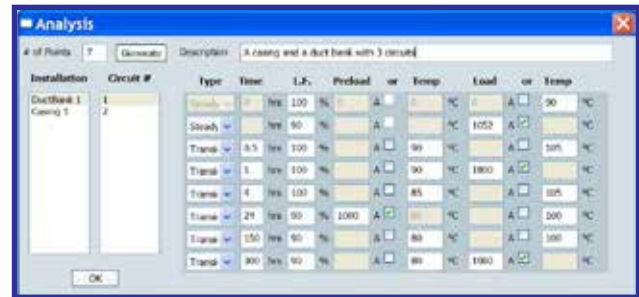 Analysis
# of Points 7 Generate Description A casing and a duct bank with 3 circuits
Installation Circuit # Type Time L.F. Preload or Temp Load or Temp
Ductbank 1 1 Steady hrs 100 % A °C A 90 °C
Casing 1 2 Steady hrs 90 % A °C 1052 A °C
Transi 0.5 hrs 100 % A 90 °C A 105 °C
Transi 1 hrs 100 % A 90 °C 1800 A °C
Transi 4 hrs 100 % A 85 °C A 105 °C
Transi 24 hrs 90 % 1000 A °C A 100 °C
Transi 150 hrs 90 % A 80 °C A 100 °C
Transi 300 hrs 90 % A 80 °C A °C
OK